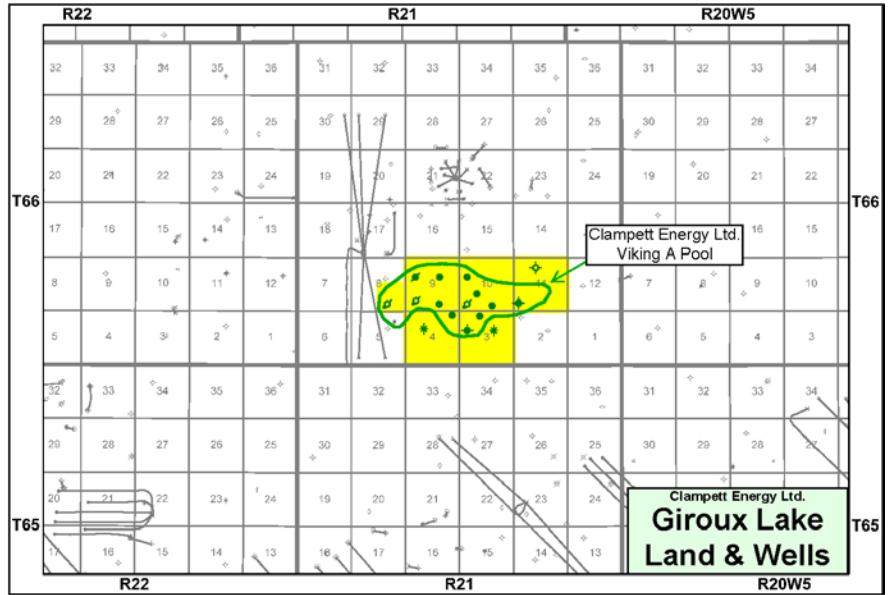 R22 R21 R20W5
32 33 34 35 36 31 32 33 34 35 36 31 32 33 34
29 28 27 26 25 30 29 28 27 26 25 30 29 28 27
20 21 22 23 24 19 20 21 22 23 24 19 20 21 22
T66 T66
17 16 15 14 13 18 17 16 15 14 13 16 15
Clampett Energy Ltd.
Viking A Pool
8 9 10 11 12 7 8 9 10 11 12 7 8 9 10
5 4 3 2 1 6 5 4 3 2 1 6 5 4 3
32 33 34 35 36 31 32 33 34 35 36 31 32 33 34
29 28 27 26 25 30 29 28 27 26 25 30 29 28 27
20 21 22 23 24 19 20 21 22 23 24
Clampett Energy Ltd.
Giroux Lake
Land & Wells
T65 T65
17 16 15 14 13 18 17 16 15 14 13
R22 R21 R20W5